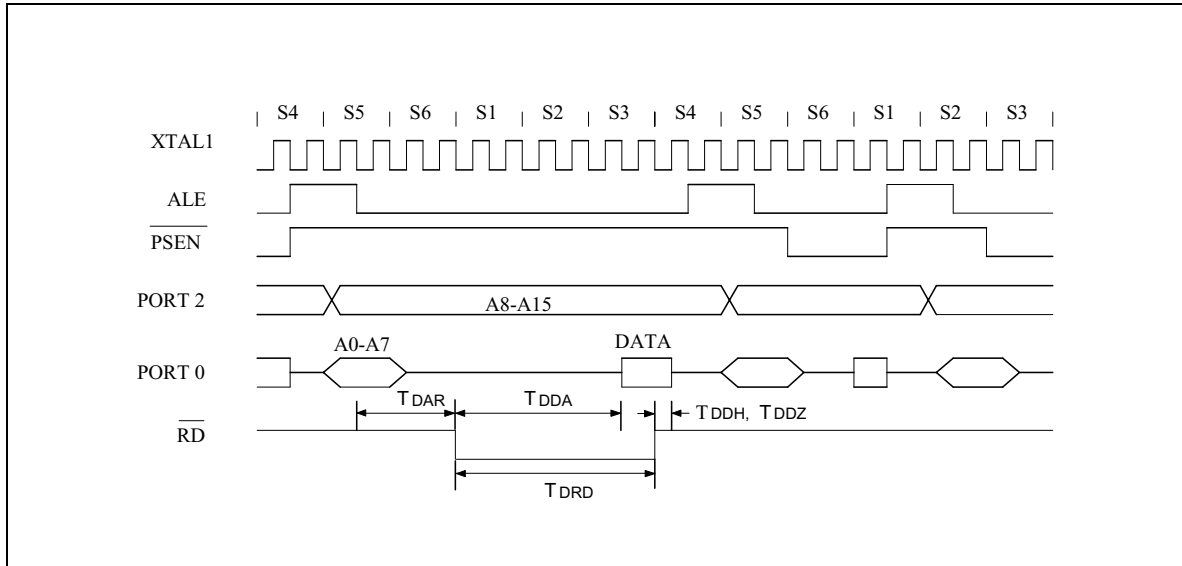 S4 S5 S6 S1 S2 S3 S4 S5 S6 S1 S2 S3
XTAL1
ALE
PSEN
PORT 2
A8-A15
A0-A7
DATA
PORT 0
TDAR
TDDA
TDDH, TDDZ
RD
TDRD